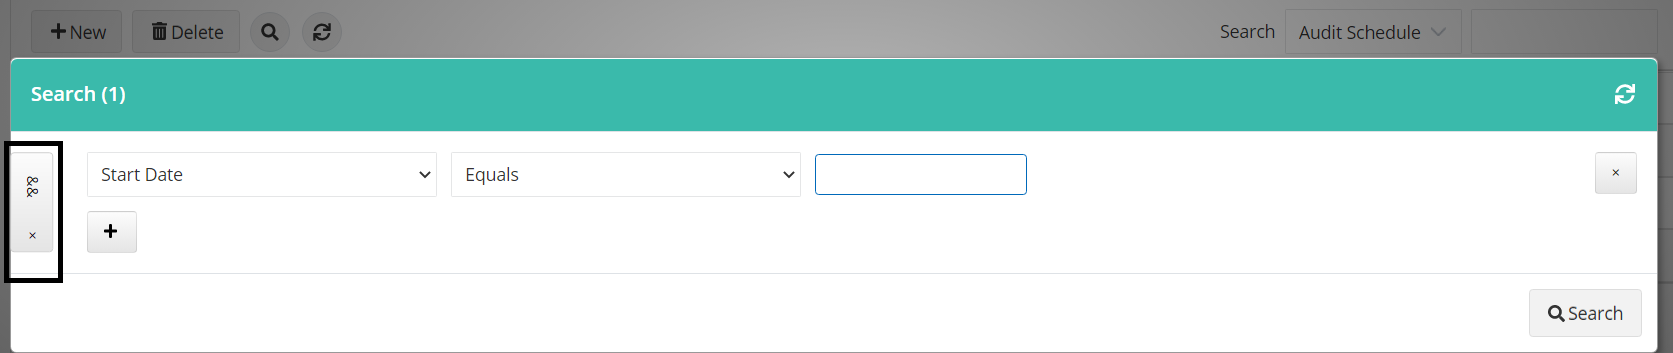 New Delete Search Audit Schedule
Search (1)
&& Start Date Equals ×
× +
Search